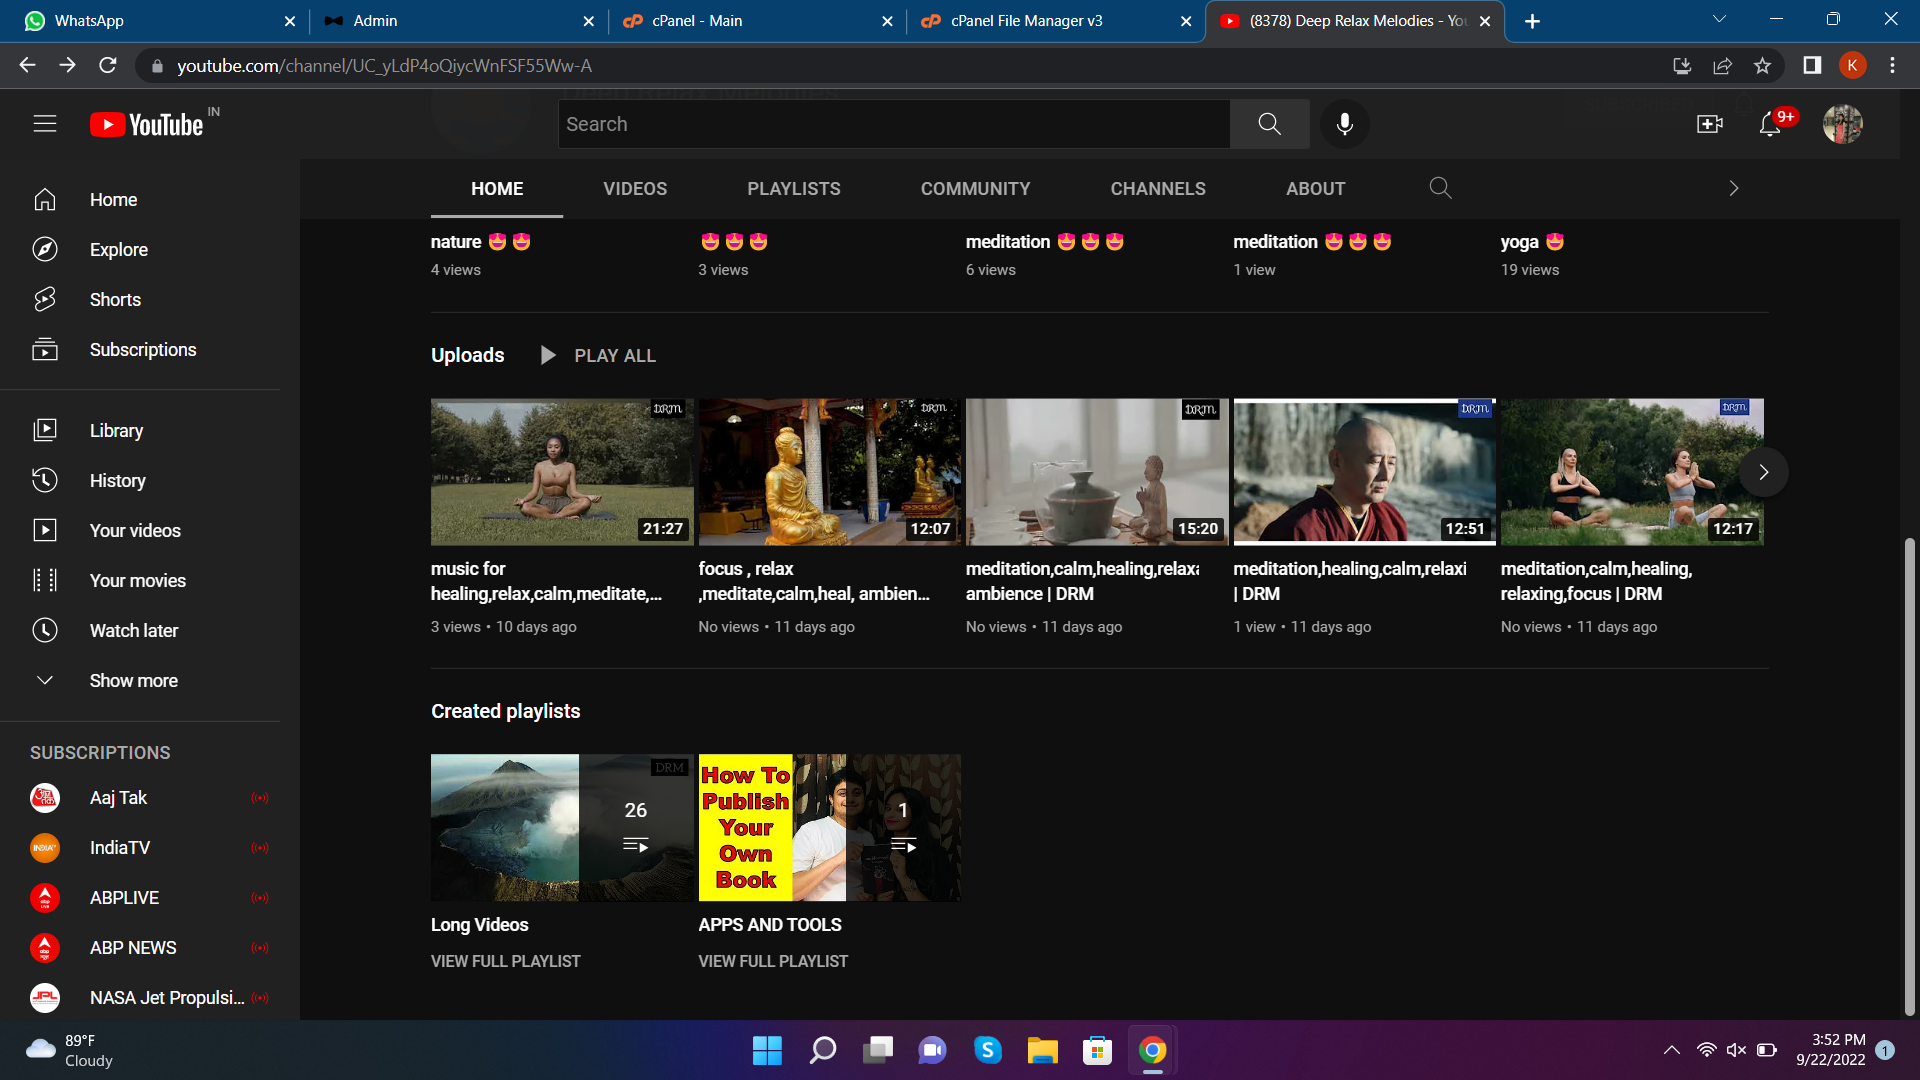 WhatsApp
Admin
cPanel - Main
cPanel File Manager v3
(8378) Deep Relax Melodies - You
youtube.com/channel/UC_yLdP4oQiycWnFSF55Ww-A
K
YouTube IN
Search
9+
Home
Explore
Shorts
Subscriptions
Library
History
Your videos
Your movies
Watch later
Show more
SUBSCRIPTIONS
Aaj Tak
IndiaTV
ABPLIVE
ABP NEWS
NASA Jet Propulsi...
HOME VIDEOS PLAYLISTS COMMUNITY CHANNELS ABOUT
nature 😍😍
4 views
😍😍😍
3 views
meditation 😍😍😍
6 views
meditation 😍😍😍
1 view
yoga 😍
19 views
Uploads PLAY ALL
DRM
21:27
music for
healing,relax,calm,meditate,...
3 views • 10 days ago
DRM
12:07
focus , relax
,meditate,calm,heal, ambien...
No views • 11 days ago
DRM
15:20
meditation,calm,healing,relaxa
ambience | DRM
No views • 11 days ago
DRM
12:51
meditation,healing,calm,relaxi
| DRM
1 view • 11 days ago
DRM
12:17
meditation,calm,healing,
relaxing,focus | DRM
No views • 11 days ago
Created playlists
DRM
26
Long Videos
VIEW FULL PLAYLIST
How To
Publish
Your
Own
Book
1
APPS AND TOOLS
VIEW FULL PLAYLIST
89°F
Cloudy
3:52 PM
9/22/2022
1